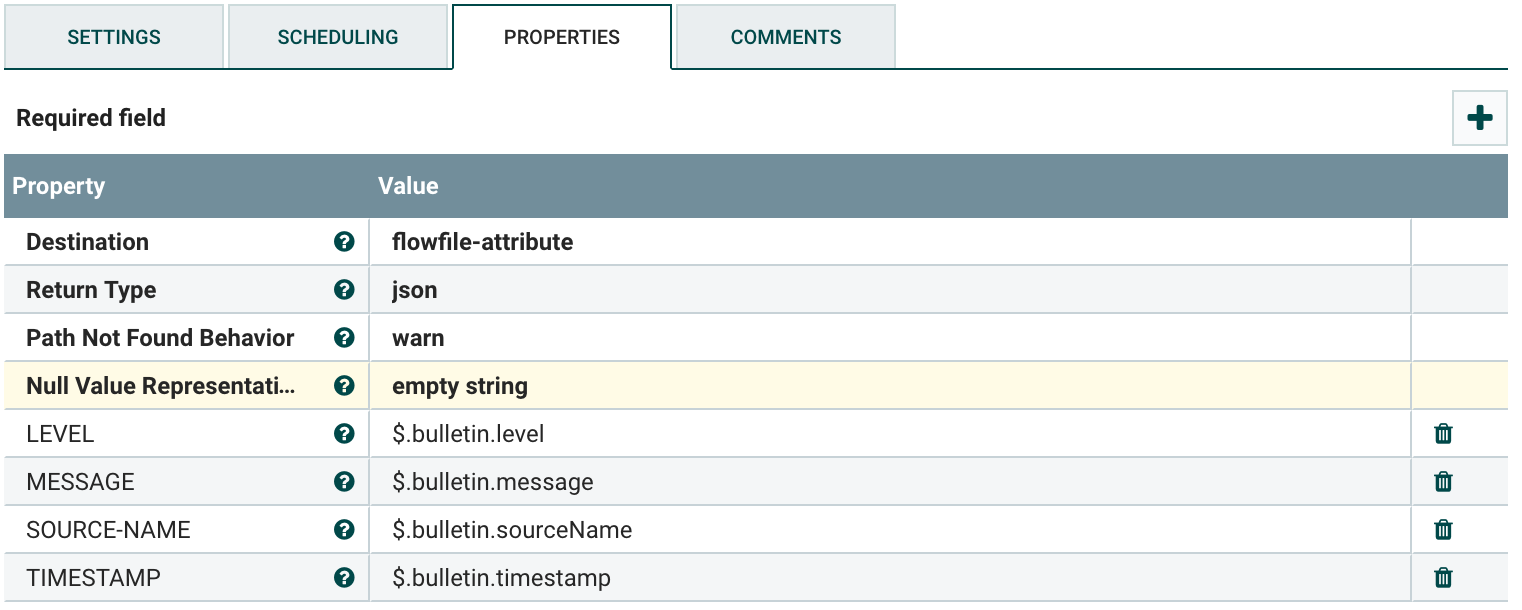 SETTINGS SCHEDULING PROPERTIES COMMENTS
Required field
Property Value
Destination flowfile-attribute
Return Type json
Path Not Found Behavior warn
Null Value Representati... empty string
LEVEL $.bulletin.level
MESSAGE $.bulletin.message
SOURCE-NAME $.bulletin.sourceName
TIMESTAMP $.bulletin.timestamp